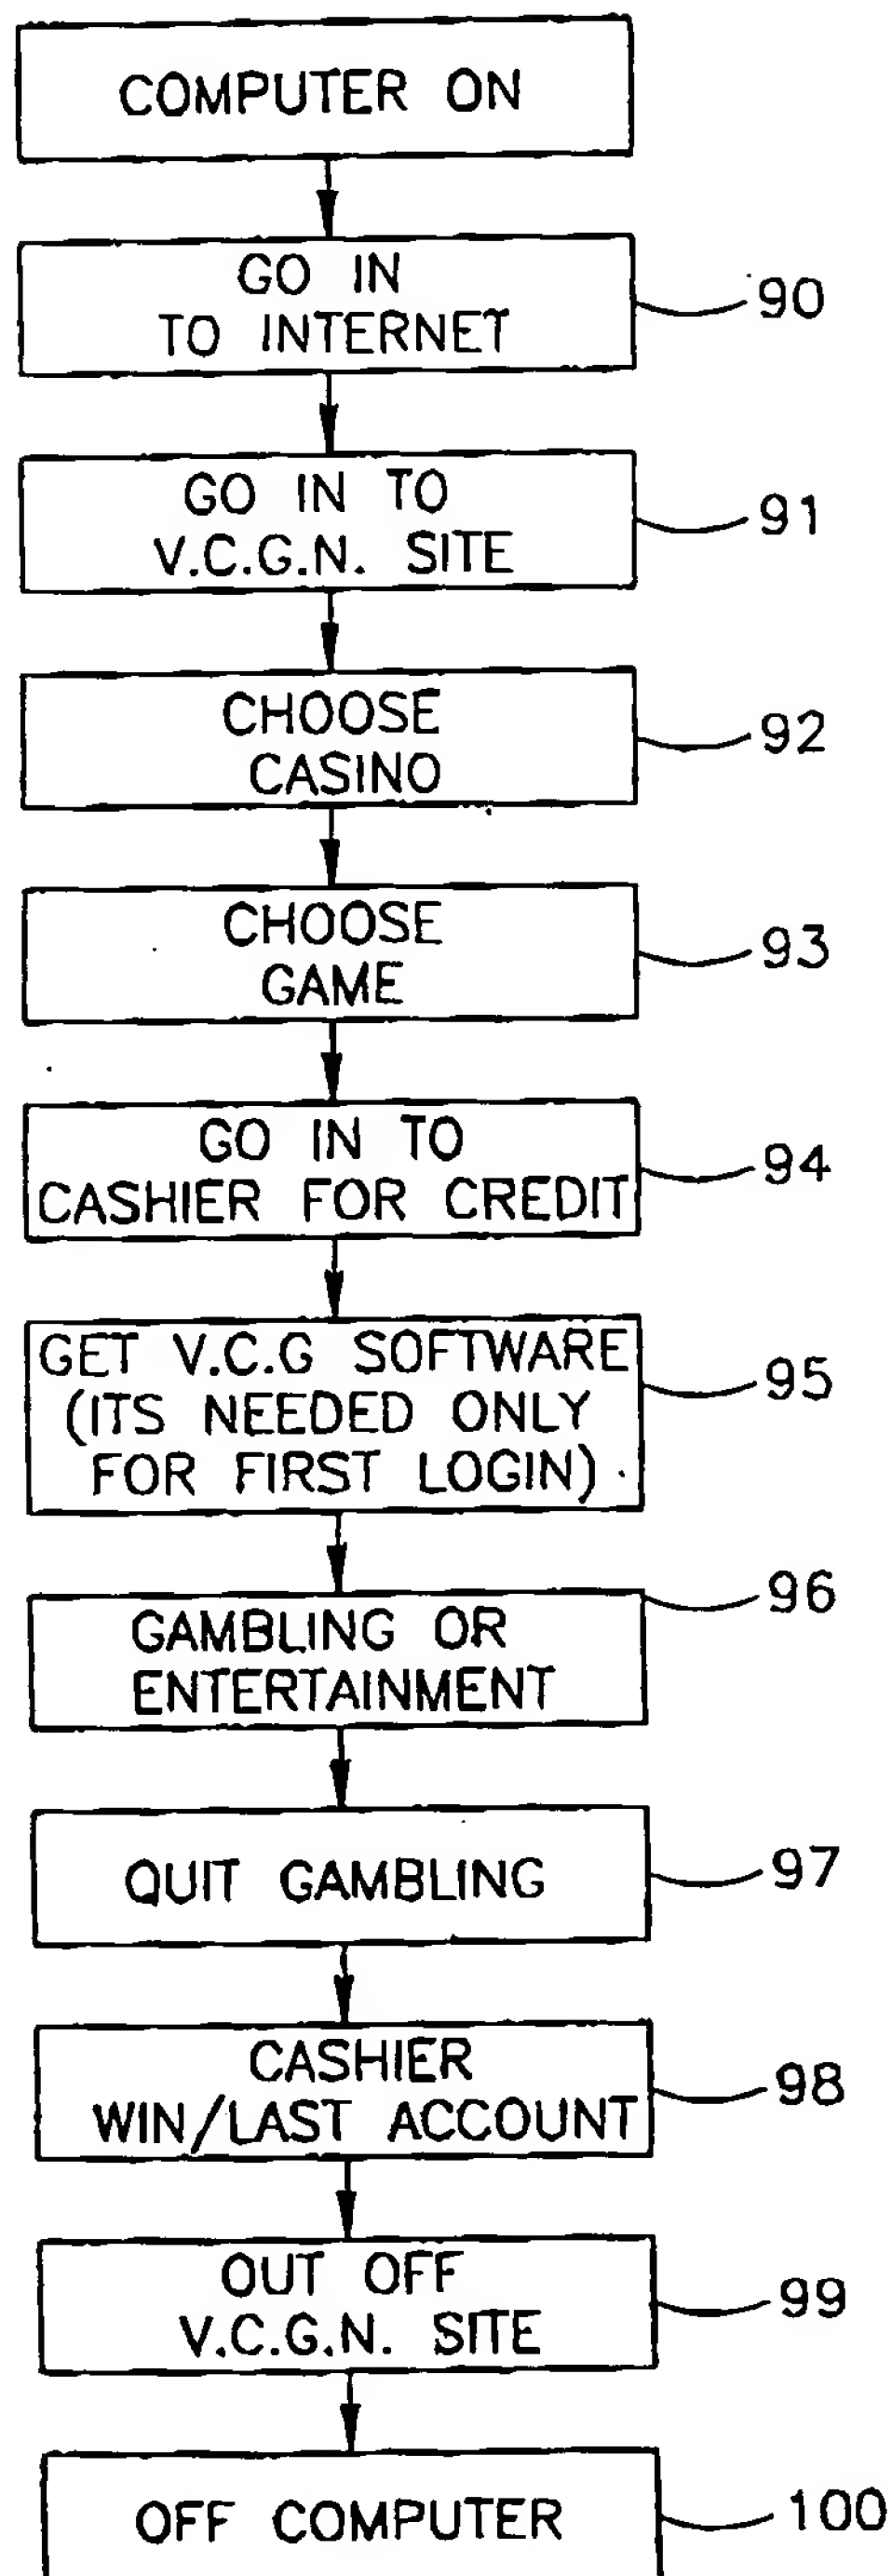 COMPUTER ON
GO IN
TO INTERNET
90
GO IN TO
V.C.G.N. SITE
91
CHOOSE
CASINO
92
CHOOSE
GAME
93
GO IN TO
CASHIER FOR CREDIT
94
GET V.C.G SOFTWARE
(ITS NEEDED ONLY
FOR FIRST LOGIN)
95
GAMBLING OR
ENTERTAINMENT
96
QUIT GAMBLING
97
CASHIER
WIN/LAST ACCOUNT
98
OUT OFF
V.C.G.N. SITE
99
OFF COMPUTER
100